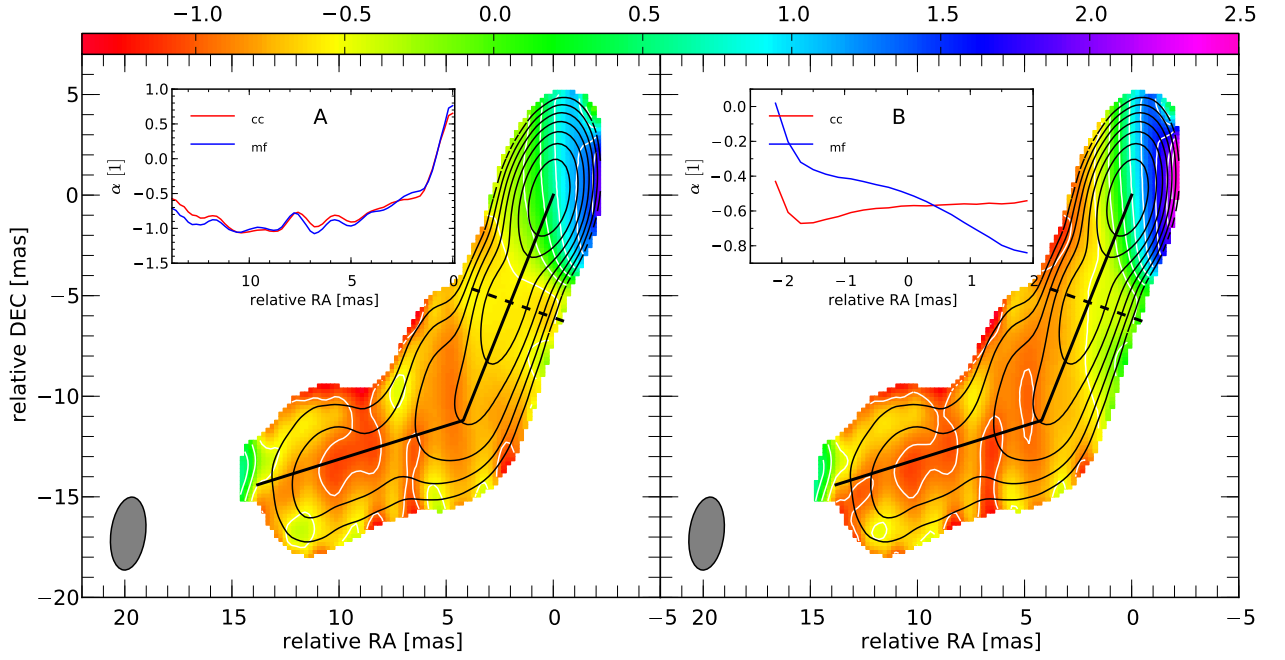 −1.0 −0.5 0.0 0.5 1.0 1.5 2.0 2.5
5
0
−5
−10
−15
−20
relative DEC [mas]
20 15 10 5 0 −5
relative RA [mas]
1.0
0.5
0.0
−0.5
−1.0
−1.5
α [1]
cc
mf
A
10 5 0
relative RA [mas]
0.0
−0.2
−0.4
−0.6
−0.8
α [1]
cc
mf
B
−2 −1 0 1 2
relative RA [mas]
20 15 10 5 0 −5
relative RA [mas]